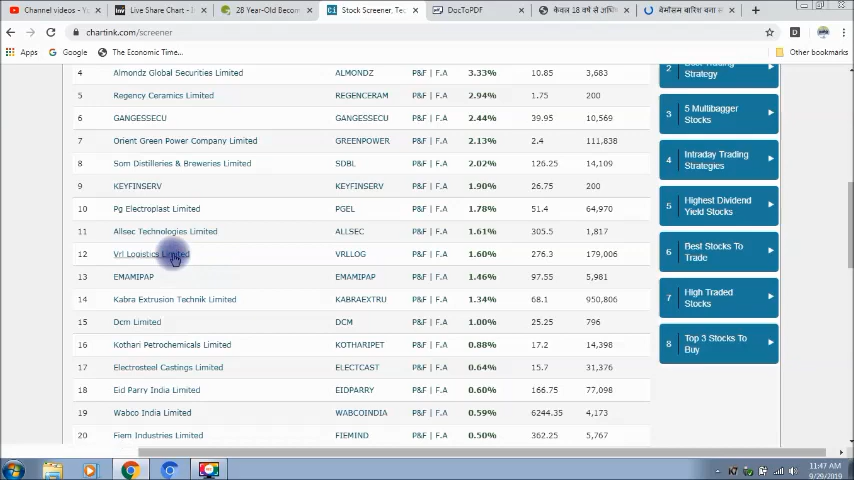 Channel videos - Y
Live Share Chart - I
28 Year-Old Becom
Stock Screener, Tec
DocToPDF
केवल 18 वर्ष से अधि
बेमौसम बारिश बना स
chartink.com/screener
Apps
Google
The Economic Time...
Other bookmarks
4 Almondz Global Securities Limited ALMONDZ P&F | F.A 3.33% 10.85 3,683
5 Regency Ceramics Limited REGENCERAM P&F | F.A 2.94% 1.75 200
6 GANGESSECU GANGESSECU P&F | F.A 2.44% 39.95 10,569
7 Orient Green Power Company Limited GREENPOWER P&F | F.A 2.13% 2.4 111,838
8 Som Distilleries & Breweries Limited SDBL P&F | F.A 2.02% 126.25 14,109
9 KEYFINSERV KEYFINSERV P&F | F.A 1.90% 26.75 200
10 Pg Electroplast Limited PGEL P&F | F.A 1.78% 51.4 64,970
11 Allsec Technologies Limited ALLSEC P&F | F.A 1.61% 305.5 1,817
12 Vrl Logistics Limited VRLLOG P&F | F.A 1.60% 276.3 179,006
13 EMAMIPAP EMAMIPAP P&F | F.A 1.46% 97.55 5,981
14 Kabra Extrusion Technik Limited KABRAEXTRU P&F | F.A 1.34% 68.1 950,806
15 Dcm Limited DCM P&F | F.A 1.00% 25.25 796
16 Kothari Petrochemicals Limited KOTHARIPET P&F | F.A 0.88% 17.2 14,398
17 Electrosteel Castings Limited ELECTCAST P&F | F.A 0.64% 15.7 31,376
18 Eid Parry India Limited EIDPARRY P&F | F.A 0.60% 166.75 77,098
19 Wabco India Limited WABCOINDIA P&F | F.A 0.59% 6244.35 4,173
20 Fiem Industries Limited FIEMIND P&F | F.A 0.50% 362.25 5,767
2 Best Trading
Strategy
3 5 Multibagger
Stocks
4 Intraday Trading
Strategies
5 Highest Dividend
Yield Stocks
6 Best Stocks To
Trade
7 High Traded
Stocks
8 Top 3 Stocks To
Buy
11:47 AM
9/29/2019